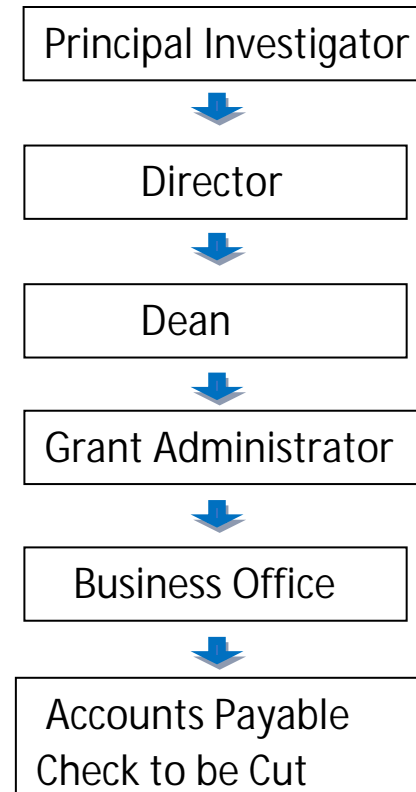 Principal Investigator
Director
Dean
Grant Administrator
Business Office
Accounts Payable
Check to be Cut